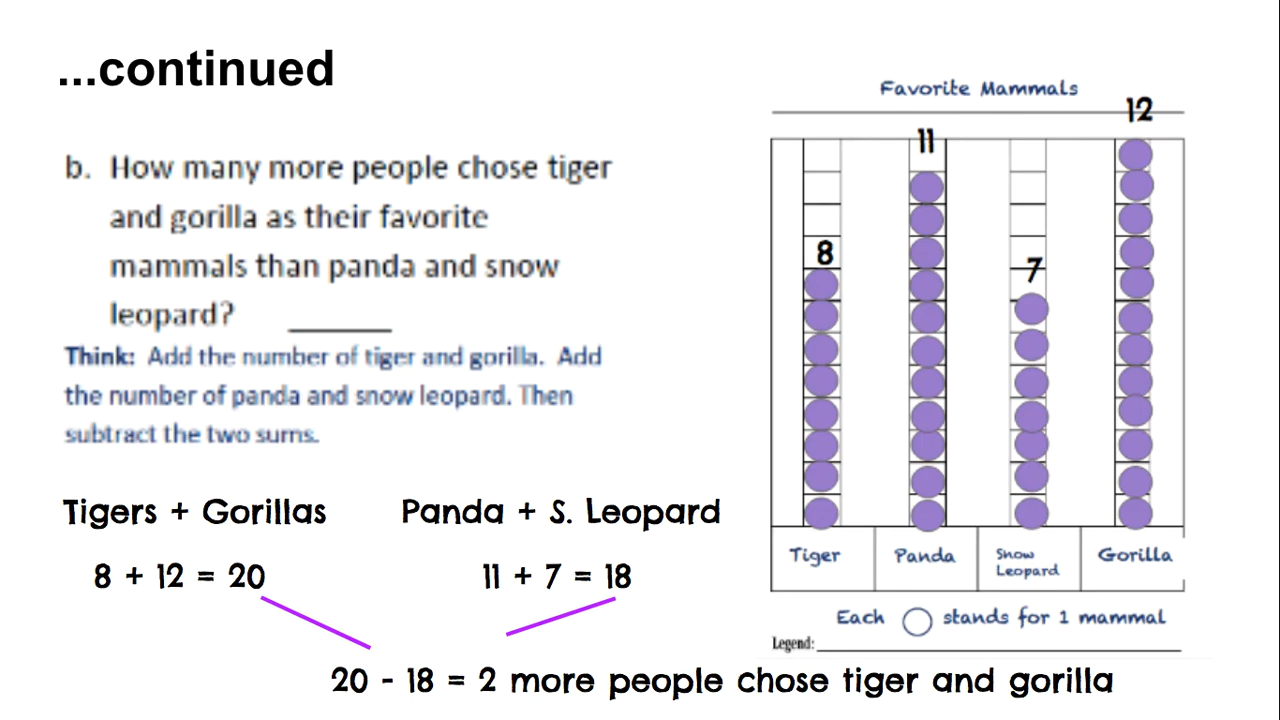 ...continued
b. How many more people chose tiger
and gorilla as their favorite
mammals than panda and snow
leopard? ______
Think: Add the number of tiger and gorilla. Add
the number of panda and snow leopard. Then
subtract the two sums.
Tigers + Gorillas
8 + 12 = 20
Panda + S. Leopard
11 + 7 = 18
20 - 18 = 2 more people chose tiger and gorilla
Favorite Mammals
8
11
7
12
Tiger
Panda
Snow
Leopard
Gorilla
Each stands for 1 mammal
Legend: